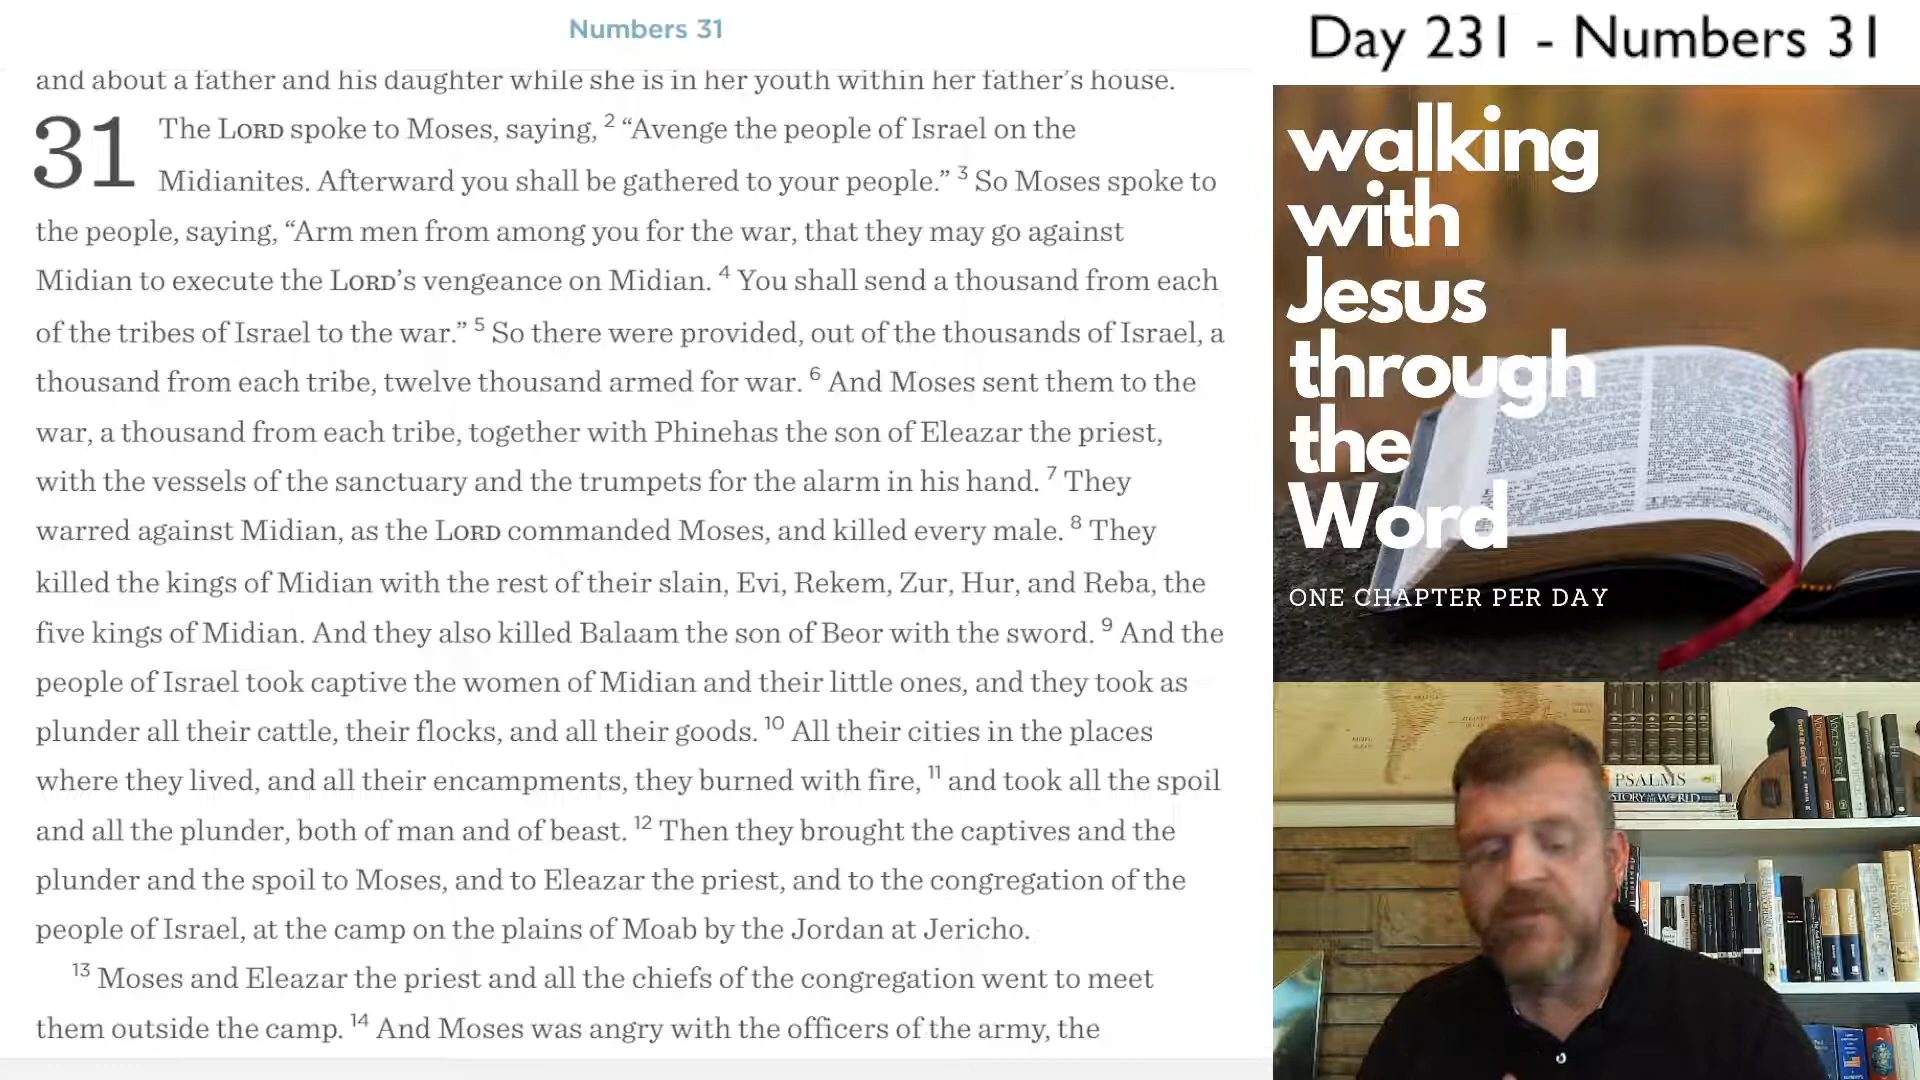 Numbers 31
Day 231 - Numbers 31
and about a father and his daughter while she is in her youth within her father’s house.
31 The LORD spoke to Moses, saying, 2 “Avenge the people of Israel on the
Midianites. Afterward you shall be gathered to your people.” 3 So Moses spoke to
the people, saying, “Arm men from among you for the war, that they may go against
Midian to execute the LORD’s vengeance on Midian. 4 You shall send a thousand from each
of the tribes of Israel to the war.” 5 So there were provided, out of the thousands of Israel, a
thousand from each tribe, twelve thousand armed for war. 6 And Moses sent them to the
war, a thousand from each tribe, together with Phinehas the son of Eleazar the priest,
with the vessels of the sanctuary and the trumpets for the alarm in his hand. 7 They
warred against Midian, as the LORD commanded Moses, and killed every male. 8 They
killed the kings of Midian with the rest of their slain, Evi, Rekem, Zur, Hur, and Reba, the
five kings of Midian. And they also killed Balaam the son of Beor with the sword. 9 And the
people of Israel took captive the women of Midian and their little ones, and they took as
plunder all their cattle, their flocks, and all their goods. 10 All their cities in the places
where they lived, and all their encampments, they burned with fire, 11 and took all the spoil
and all the plunder, both of man and of beast. 12 Then they brought the captives and the
plunder and the spoil to Moses, and to Eleazar the priest, and to the congregation of the
people of Israel, at the camp on the plains of Moab by the Jordan at Jericho.
13 Moses and Eleazar the priest and all the chiefs of the congregation went to meet
them outside the camp. 14 And Moses was angry with the officers of the army, the
walking
with
Jesus
through
the
Word
ONE CHAPTER PER DAY
PSALMS
STORY of the WORLD